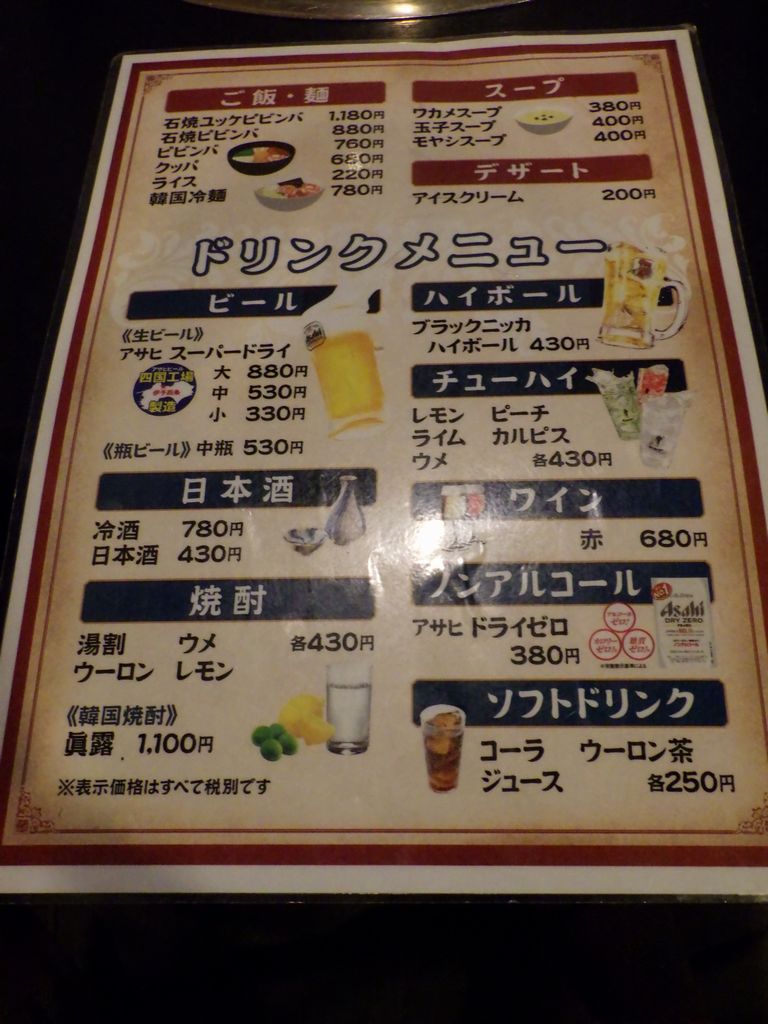 ご飯・麺
石焼ユッケビビンバ 1,180円
石焼ビビンバ 880円
ビビンバ 760円
クッパ 680円
ライス 220円
韓国冷麺 780円
スープ
ワカメスープ 380円
玉子スープ 400円
モヤシスープ 400円
デザート
アイスクリーム 200円
ドリンクメニュー
ビール
《生ビール》
アサヒ スーパードライ
四国工場
製造
大 880円
中 530円
小 330円
《瓶ビール》中瓶 530円
日本酒
冷酒 780円
日本酒 430円
焼酎
湯割 ウメ 各430円
ウーロン レモン
《韓国焼酎》
眞露 1,100円
※表示価格はすべて税別です
ハイボール
ブラックニッカ
ハイボール 430円
チューハイ
レモン ピーチ
ライム カルピス
ウメ 各430円
ワイン
赤 680円
ノンアルコール
アサヒ ドライゼロ
380円
Asahi
DRY ZERO
ソフトドリンク
コーラ ウーロン茶
ジュース 各250円